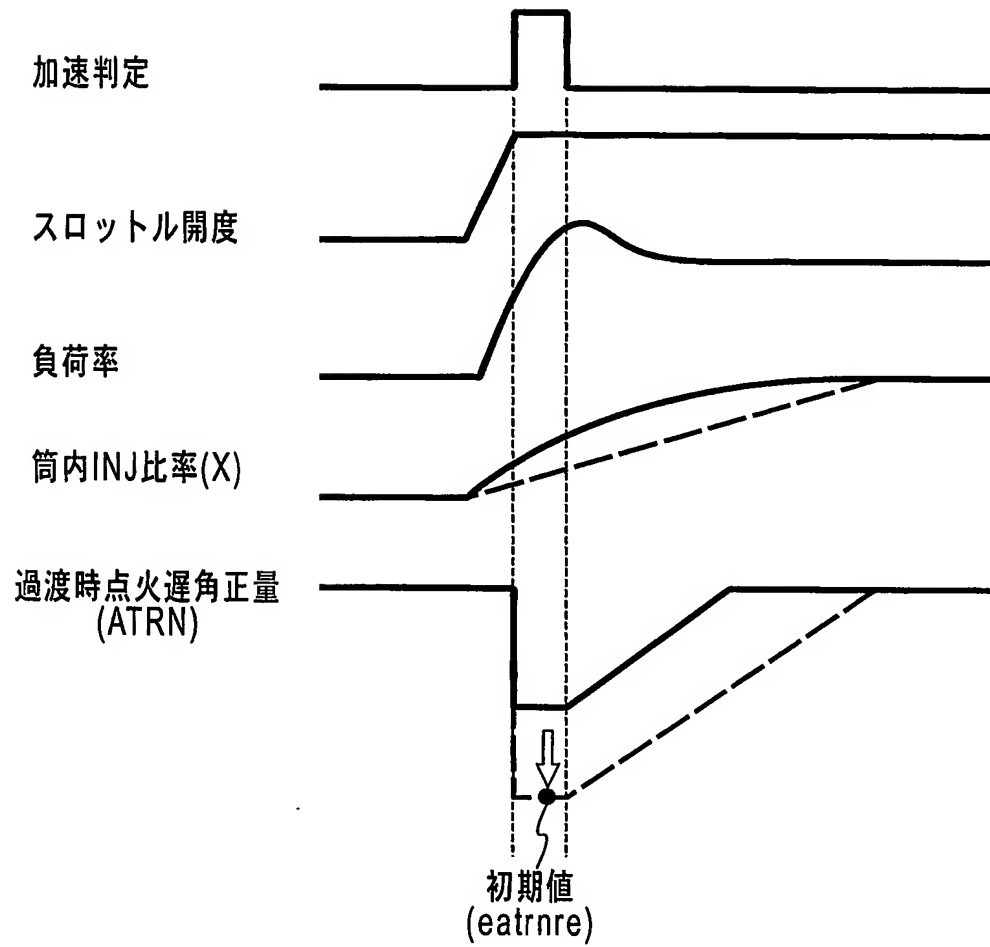 加速判定
スロットル開度
負荷率
筒内INJ比率(X)
過渡時点火遅角正量
(ATRN)
初期値
(eatrnre)